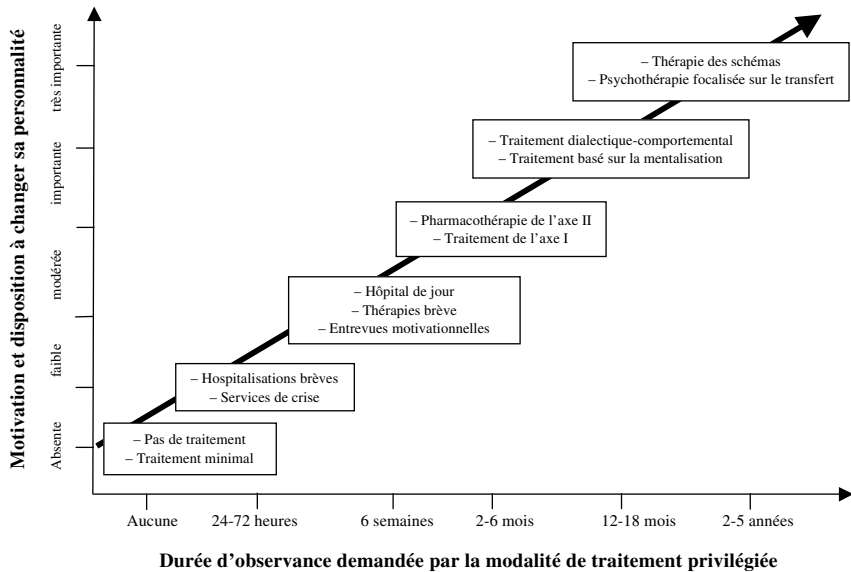 Motivation et disposition à changer sa personnalité
très importante
importante
modérée
faible
Absente
– Thérapie des schémas
– Psychothérapie focalisée sur le transfert
– Traitement dialectique-comportemental
– Traitement basé sur la mentalisation
– Pharmacothérapie de l’axe II
– Traitement de l’axe I
– Hôpital de jour
– Thérapies brève
– Entrevues motivationnelles
– Hospitalisations brèves
– Services de crise
– Pas de traitement
– Traitement minimal
Aucune
24-72 heures
6 semaines
2-6 mois
12-18 mois
2-5 années
Durée d’observance demandée par la modalité de traitement privilégiée